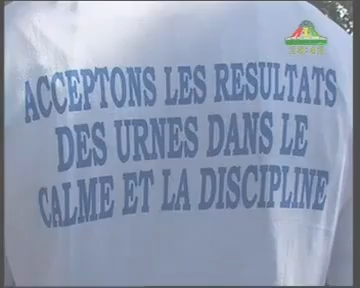 ACCEPTONS LES RESULTATS
DES URNES DANS LE
CALME ET LA DISCIPLINE